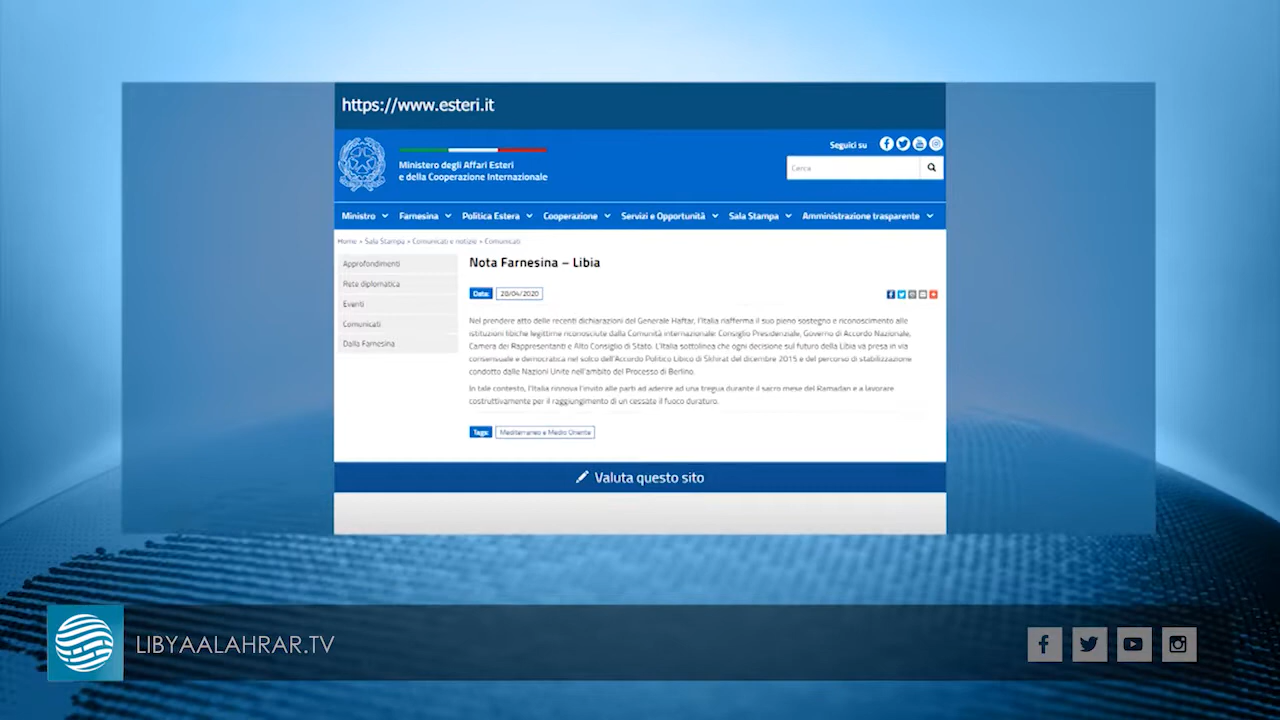 https://www.esteri.it
Ministero degli Affari Esteri
e della Cooperazione Internazionale
Seguici su
Cerca
Ministro
Farnesina
Politica Estera
Cooperazione
Servizi e Opportunità
Sala Stampa
Amministrazione trasparente
Home > Sala Stampa > Comunicati e notizie > Comunicati
Approfondimenti
Rete diplomatica
Eventi
Comunicati
Dalla Farnesina
Nota Farnesina – Libia
Data: 28/04/2020
Nel prendere atto delle recenti dichiarazioni del Generale Haftar, l'Italia riafferma il suo pieno sostegno e riconoscimento alle
istituzioni libiche legittime riconosciute dalla Comunità internazionale: Consiglio Presidenziale, Governo di Accordo Nazionale,
Camera dei Rappresentanti e Alto Consiglio di Stato. L'Italia sottolinea che ogni decisione sul futuro della Libia va presa in via
consensuale e democratica nel solco dell'Accordo Politico Libico di Skhirat del dicembre 2015 e del percorso di stabilizzazione
condotto dalle Nazioni Unite nell'ambito del Processo di Berlino.
In tale contesto, l'Italia rinnova l'invito alle parti ad aderire ad una tregua durante il sacro mese del Ramadan e a lavorare
costruttivamente per il raggiungimento di un cessate il fuoco duraturo.
Tags: Mediterraneo e Medio Oriente
Valuta questo sito
LIBYAALAHRAR.TV